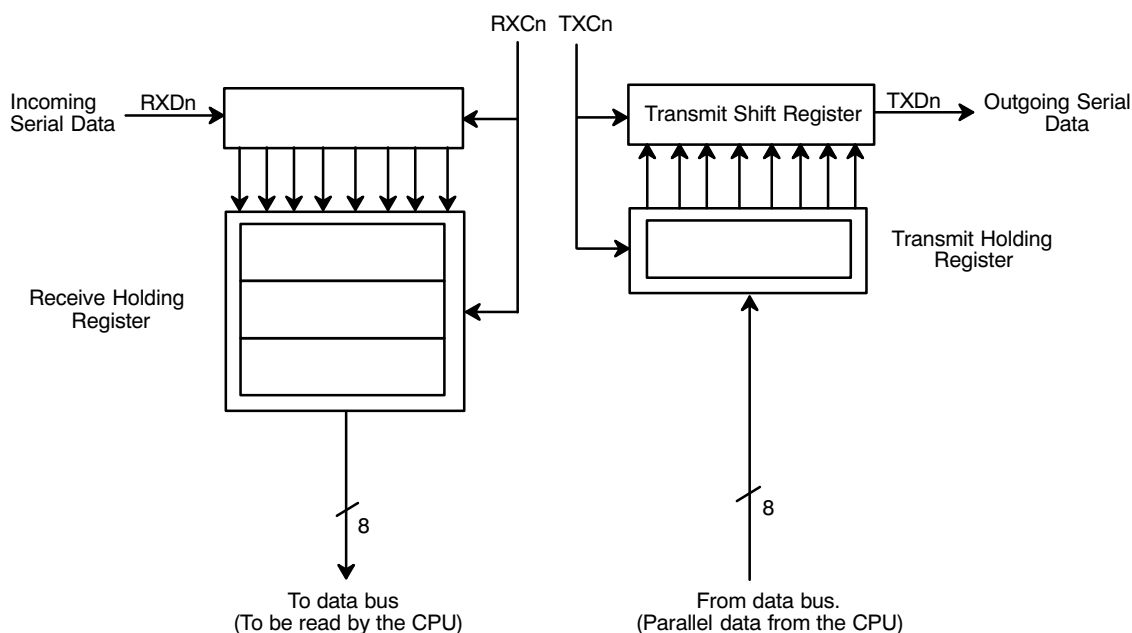 RXCn TXCn
Incoming
Serial Data
RXDn
Transmit Shift Register
TXDn
Outgoing Serial
Data
Receive Holding
Register
Transmit Holding
Register
8
8
To data bus
(To be read by the CPU)
From data bus.
(Parallel data from the CPU)